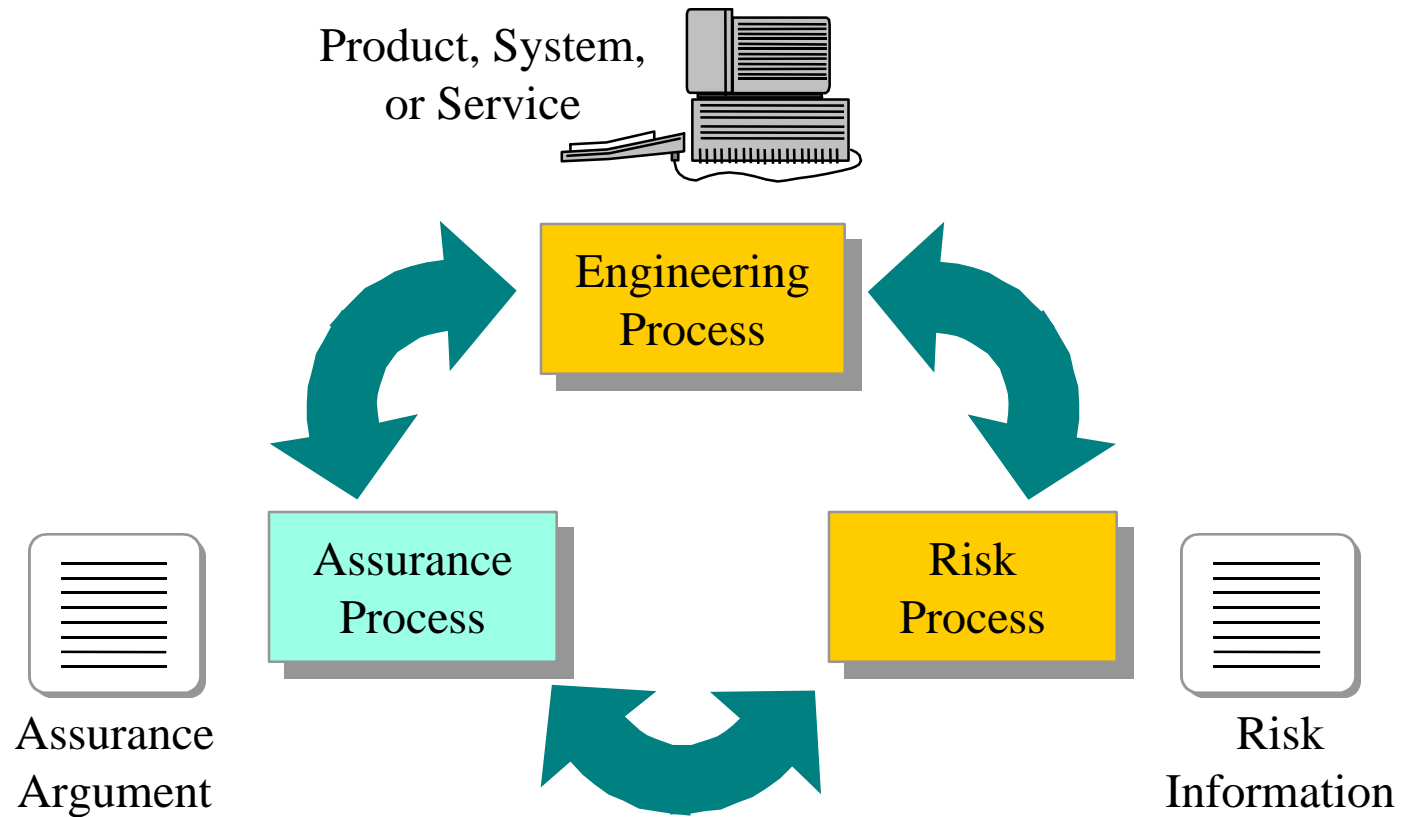 Product, System,
or Service
Engineering
Process
Assurance
Process
Risk
Process
Assurance
Argument
Risk
Information